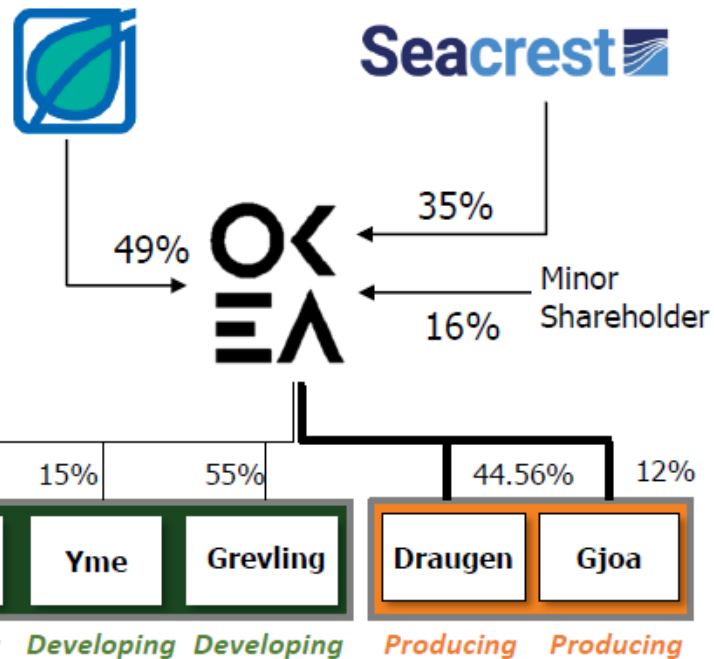 Seacrest
35%
49%
OK
EA
Minor
Shareholder
16%
15%
55%
44.56%
12%
Yme
Grevling
Draugen
Gjoa
Developing
Developing
Producing
Producing